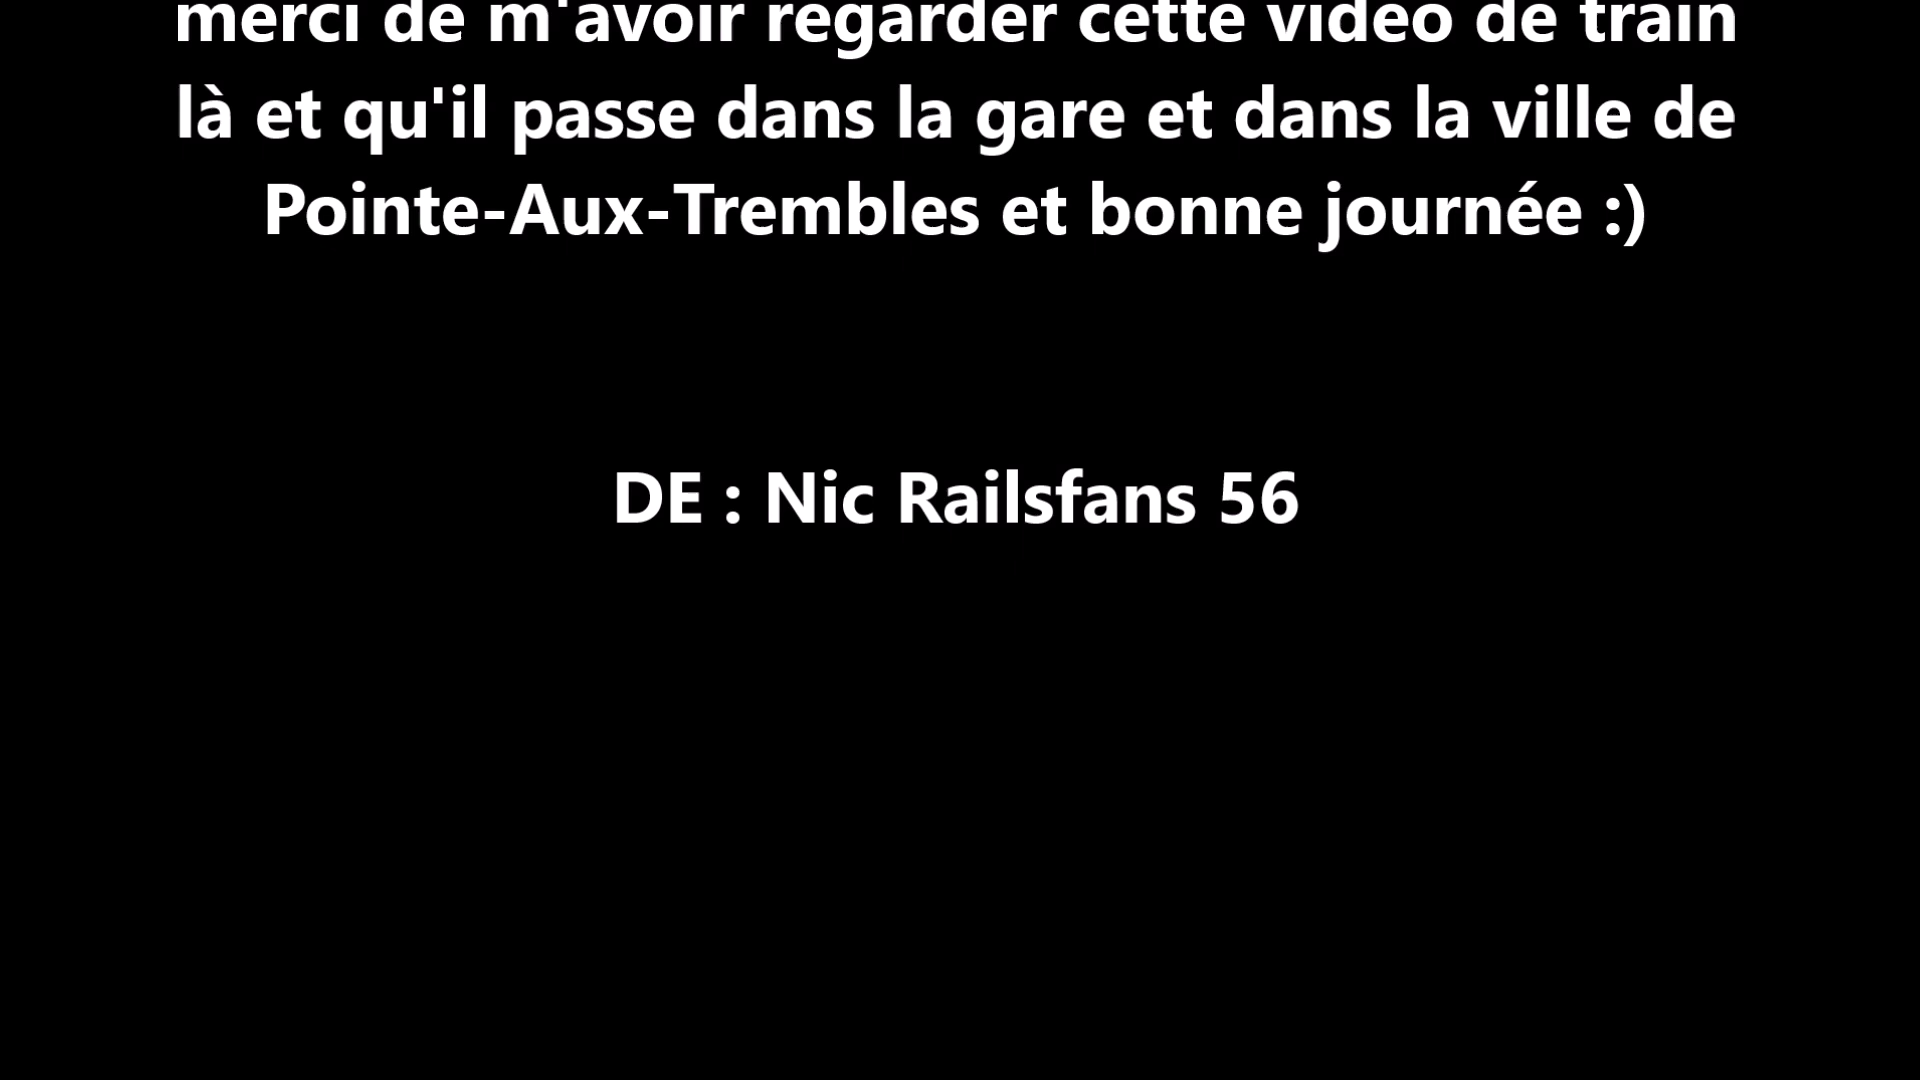 merci de m'avoir regarder cette vidéo de train
là et qu'il passe dans la gare et dans la ville de
Pointe-Aux-Trembles et bonne journée :)
DE : Nic Railsfans 56